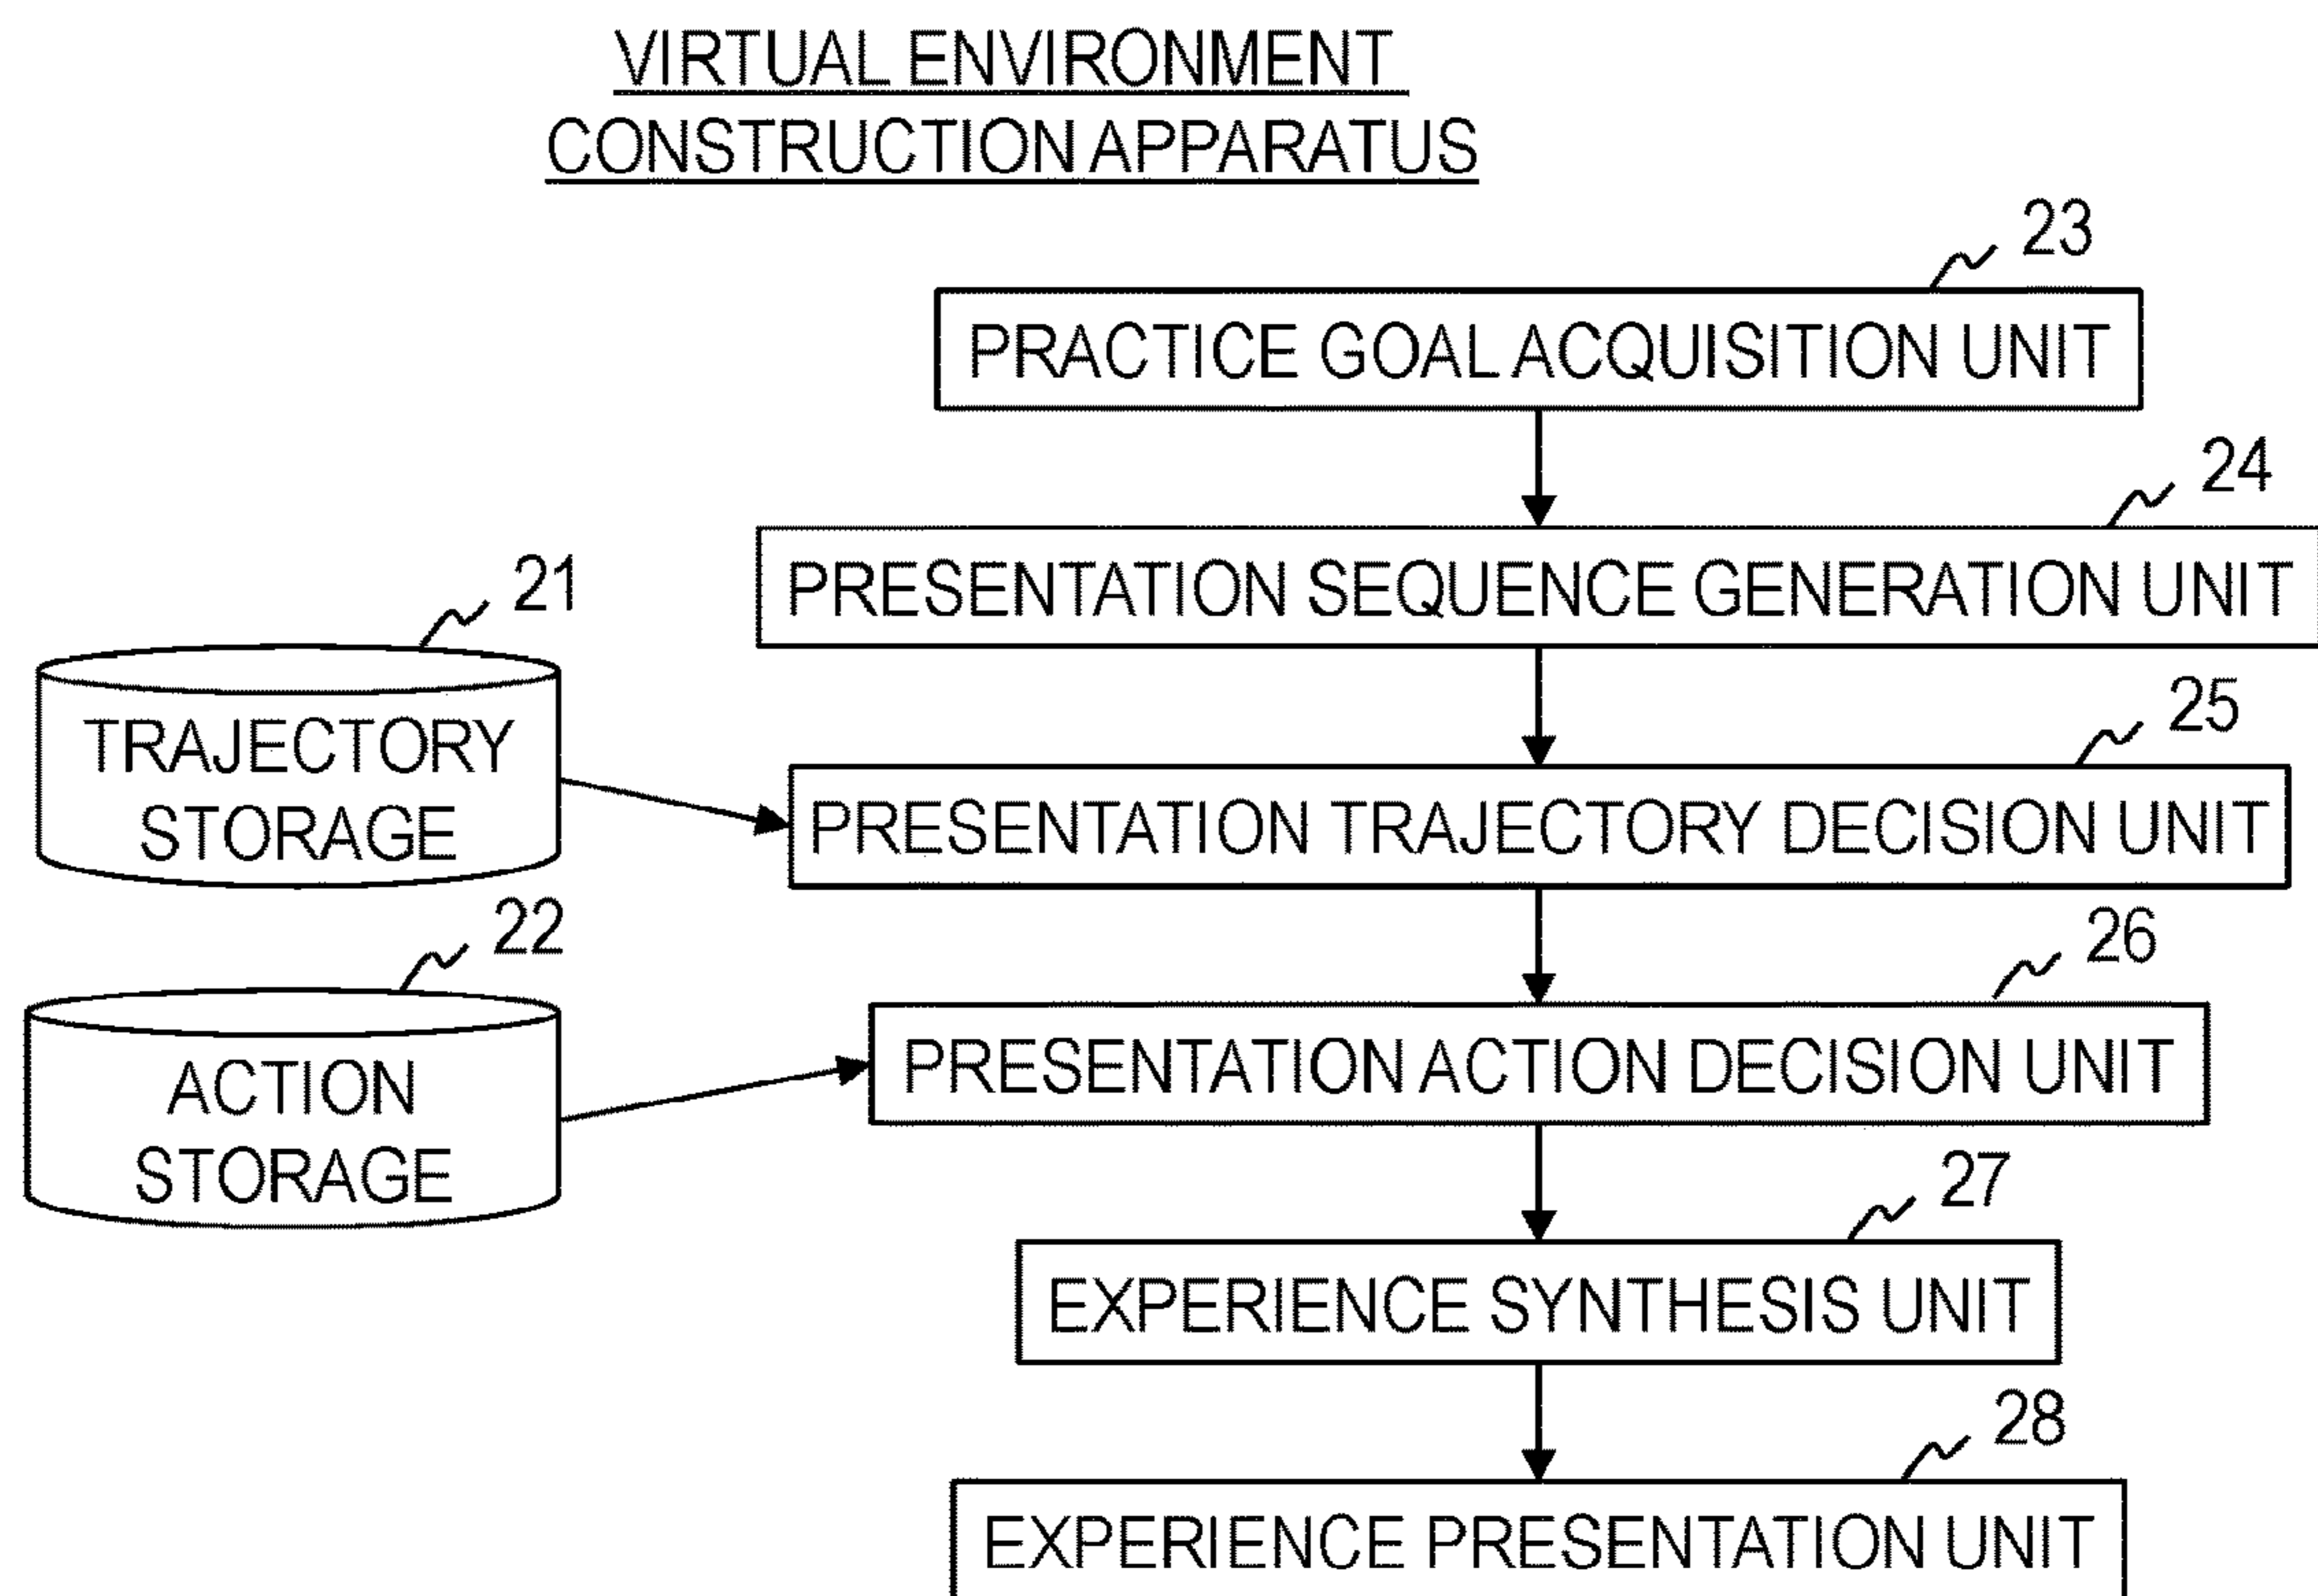 VIRTUAL ENVIRONMENT
CONSTRUCTION APPARATUS
23
PRACTICE GOAL ACQUISITION UNIT
24
PRESENTATION SEQUENCE GENERATION UNIT
21
TRAJECTORY
STORAGE
25
PRESENTATION TRAJECTORY DECISION UNIT
22
ACTION
STORAGE
26
PRESENTATION ACTION DECISION UNIT
27
EXPERIENCE SYNTHESIS UNIT
28
EXPERIENCE PRESENTATION UNIT